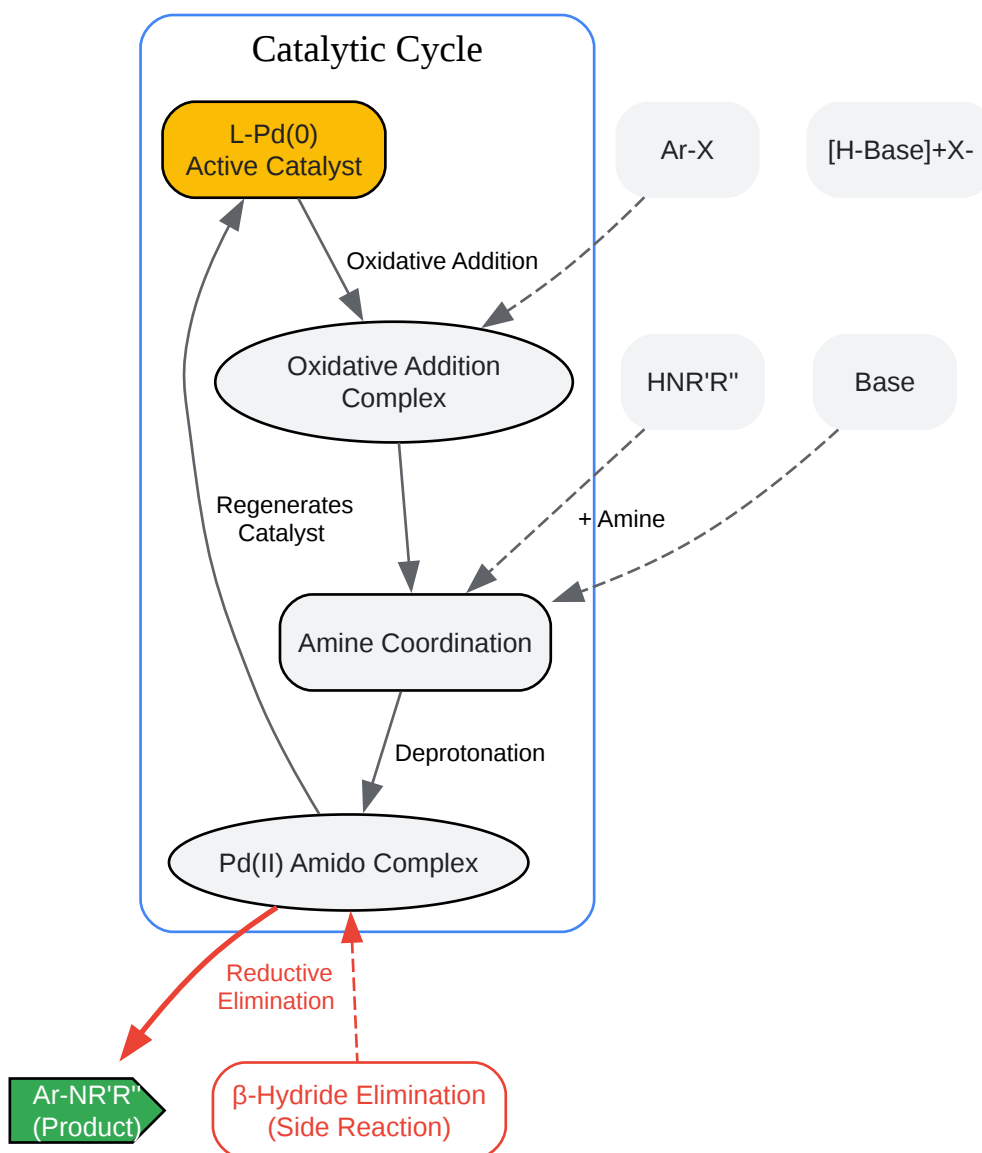 Catalytic Cycle
L-Pd(0)
Active Catalyst
Ar-X
[H-Base]+X-
Oxidative Addition
Oxidative Addition
Complex
HNR'R"
Base
Regenerates
Catalyst
+ Amine
Amine Coordination
Deprotonation
Pd(II) Amido Complex
Reductive
Elimination
Ar-NR'R"
(Product)
β-Hydride Elimination
(Side Reaction)